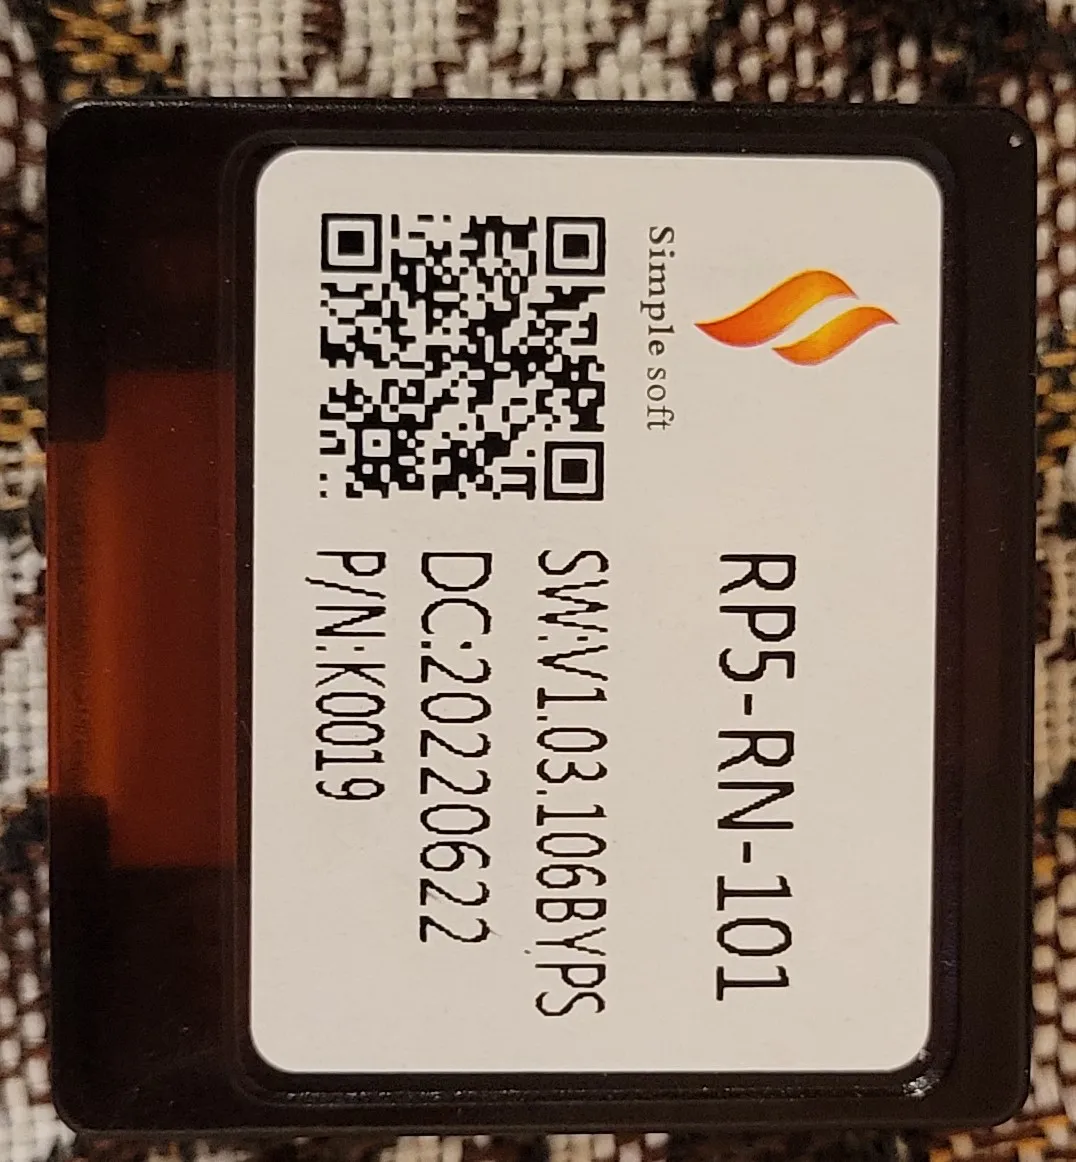 Simple soft
RP5-RN-101
SW:V1.03.106BYPS
DC:20220622
P/N:K0019